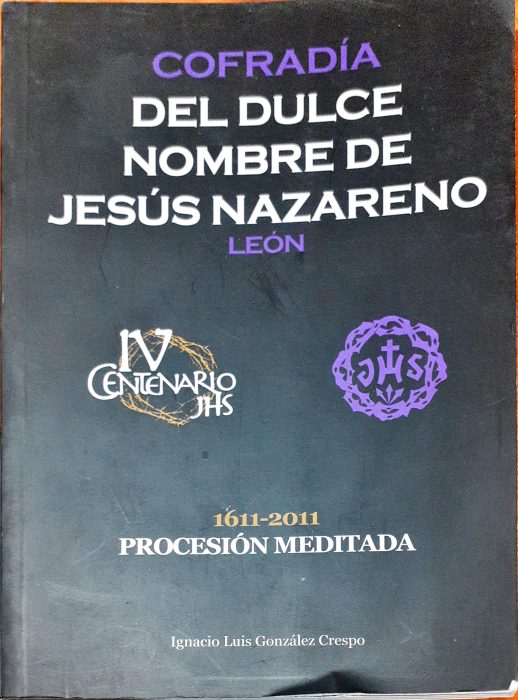 COFRADÍA
DEL DULCE
NOMBRE DE
JESÚS NAZARENO
LEÓN
IV
CENTENARIO
JHS
JHS
1611-2011
PROCESIÓN MEDITADA
Ignacio Luis González Crespo